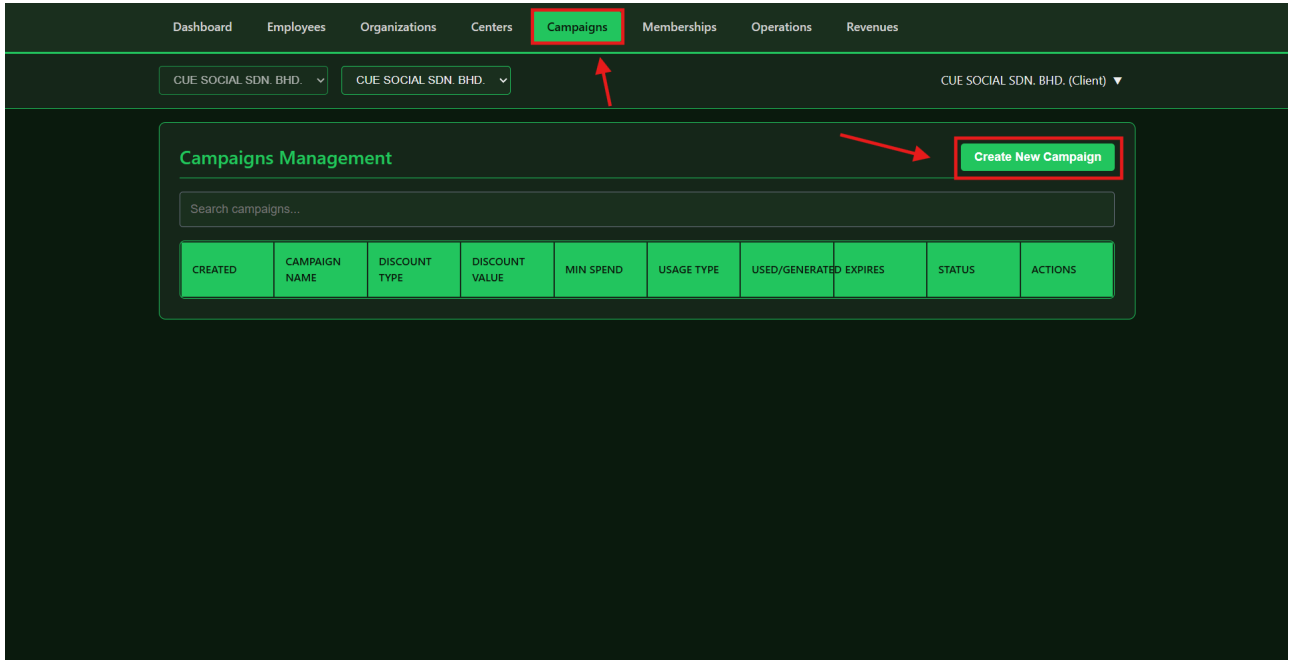 Dashboard Employees Organizations Centers Campaigns Memberships Operations Revenues
CUE SOCIAL SDN. BHD. CUE SOCIAL SDN. BHD. CUE SOCIAL SDN. BHD. (Client) ▼
Campaigns Management Create New Campaign
Search campaigns...
CREATED CAMPAIGN NAME DISCOUNT TYPE DISCOUNT VALUE MIN SPEND USAGE TYPE USED/GENERATED EXPIRES STATUS ACTIONS